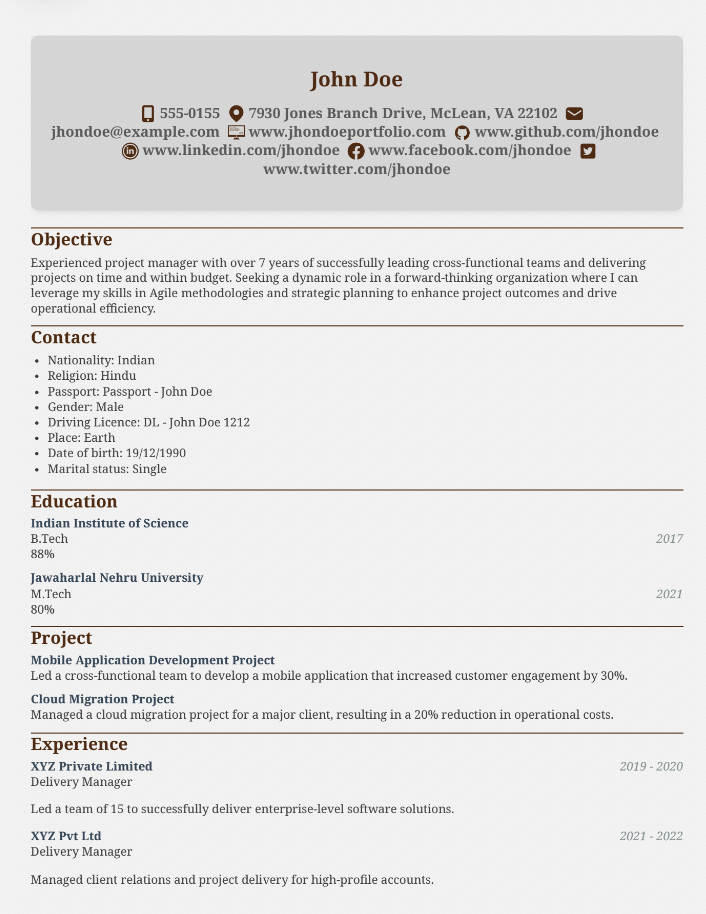 John Doe
555-0155 7930 Jones Branch Drive, McLean, VA 22102
jhondoe@example.com www.jhondoeportfolio.com www.github.com/jhondoe
www.linkedin.com/jhondoe www.facebook.com/jhondoe
www.twitter.com/jhondoe
Objective
Experienced project manager with over 7 years of successfully leading cross-functional teams and delivering
projects on time and within budget. Seeking a dynamic role in a forward-thinking organization where I can
leverage my skills in Agile methodologies and strategic planning to enhance project outcomes and drive
operational efficiency.
Contact
• Nationality: Indian
• Religion: Hindu
• Passport: Passport - John Doe
• Gender: Male
• Driving Licence: DL - John Doe 1212
• Place: Earth
• Date of birth: 19/12/1990
• Marital status: Single
Education
Indian Institute of Science
B.Tech 2017
88%
Jawaharlal Nehru University
M.Tech 2021
80%
Project
Mobile Application Development Project
Led a cross-functional team to develop a mobile application that increased customer engagement by 30%.
Cloud Migration Project
Managed a cloud migration project for a major client, resulting in a 20% reduction in operational costs.
Experience
XYZ Private Limited 2019 - 2020
Delivery Manager
Led a team of 15 to successfully deliver enterprise-level software solutions.
XYZ Pvt Ltd 2021 - 2022
Delivery Manager
Managed client relations and project delivery for high-profile accounts.